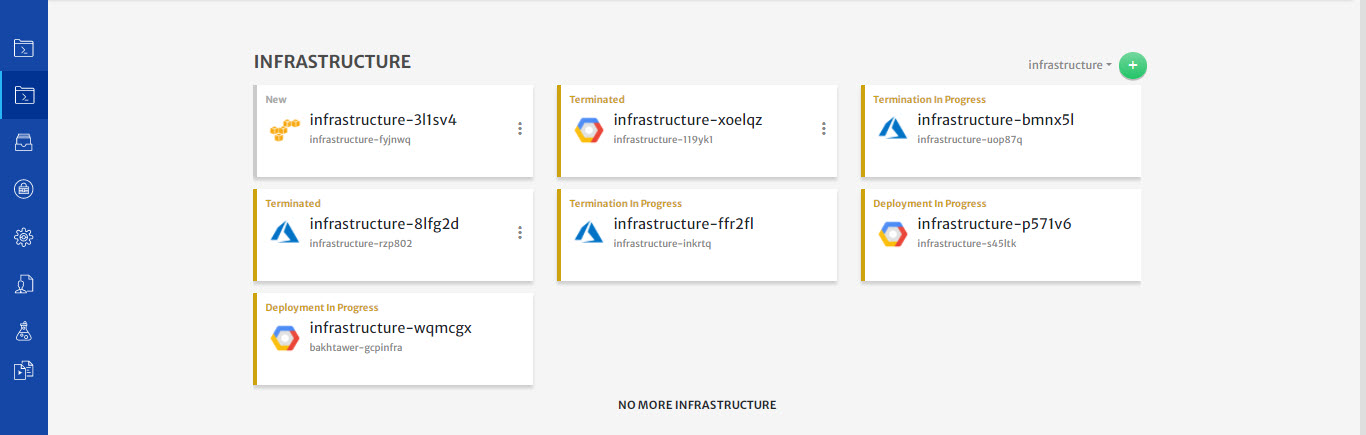 INFRASTRUCTURE
infrastructure
New
infrastructure-3l1sv4
infrastructure-fyjnwq
Terminated
infrastructure-xoelqz
infrastructure-119yk1
Termination In Progress
infrastructure-bmnx5l
infrastructure-uop87q
Terminated
infrastructure-8lfg2d
infrastructure-rzp802
Termination In Progress
infrastructure-ffr2fl
infrastructure-inkrtq
Deployment In Progress
infrastructure-p571v6
infrastructure-s45ltk
Deployment In Progress
infrastructure-wqmcgx
bakhtawer-gcpinfra
NO MORE INFRASTRUCTURE